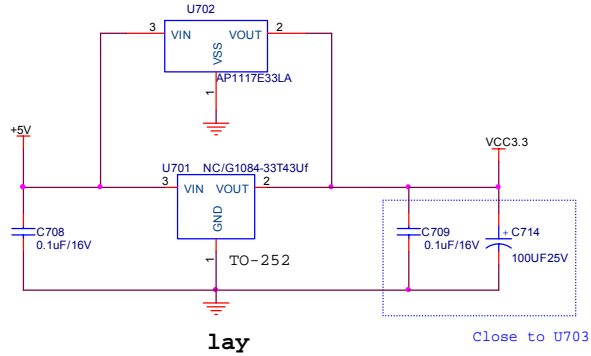 U702
3 VIN VOUT 2
VSS
1
AP1117E33LA
+5V
VCC3.3
U701 NC/G1084-33T43Uf
3 VIN VOUT 2
GND
1
TO-252
C708
0.1uF/16V
C709
0.1uF/16V
+ C714
100UF25V
lay
Close to U703